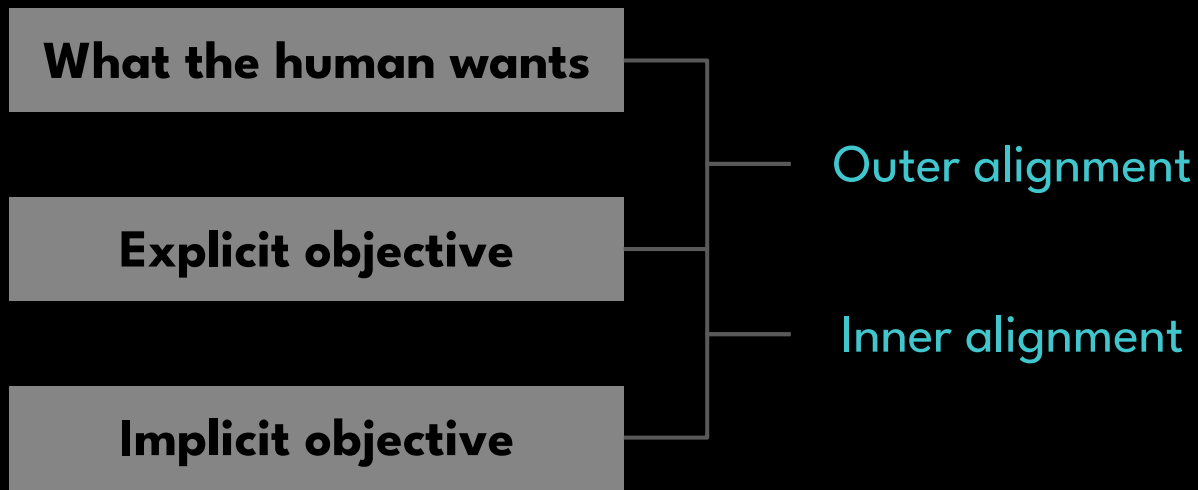 What the human wants
Outer alignment
Explicit objective
Inner alignment
Implicit objective